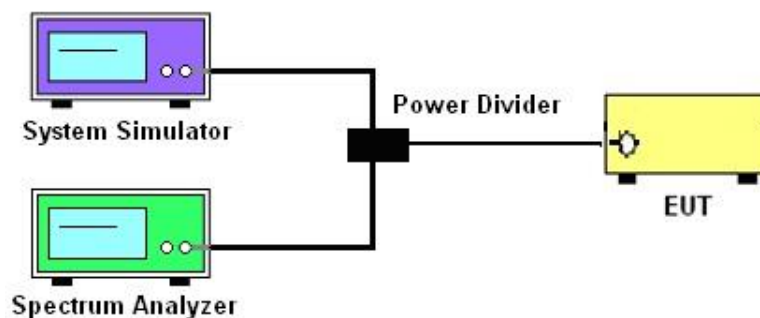 System Simulator
Power Divider
EUT
Spectrum Analyzer